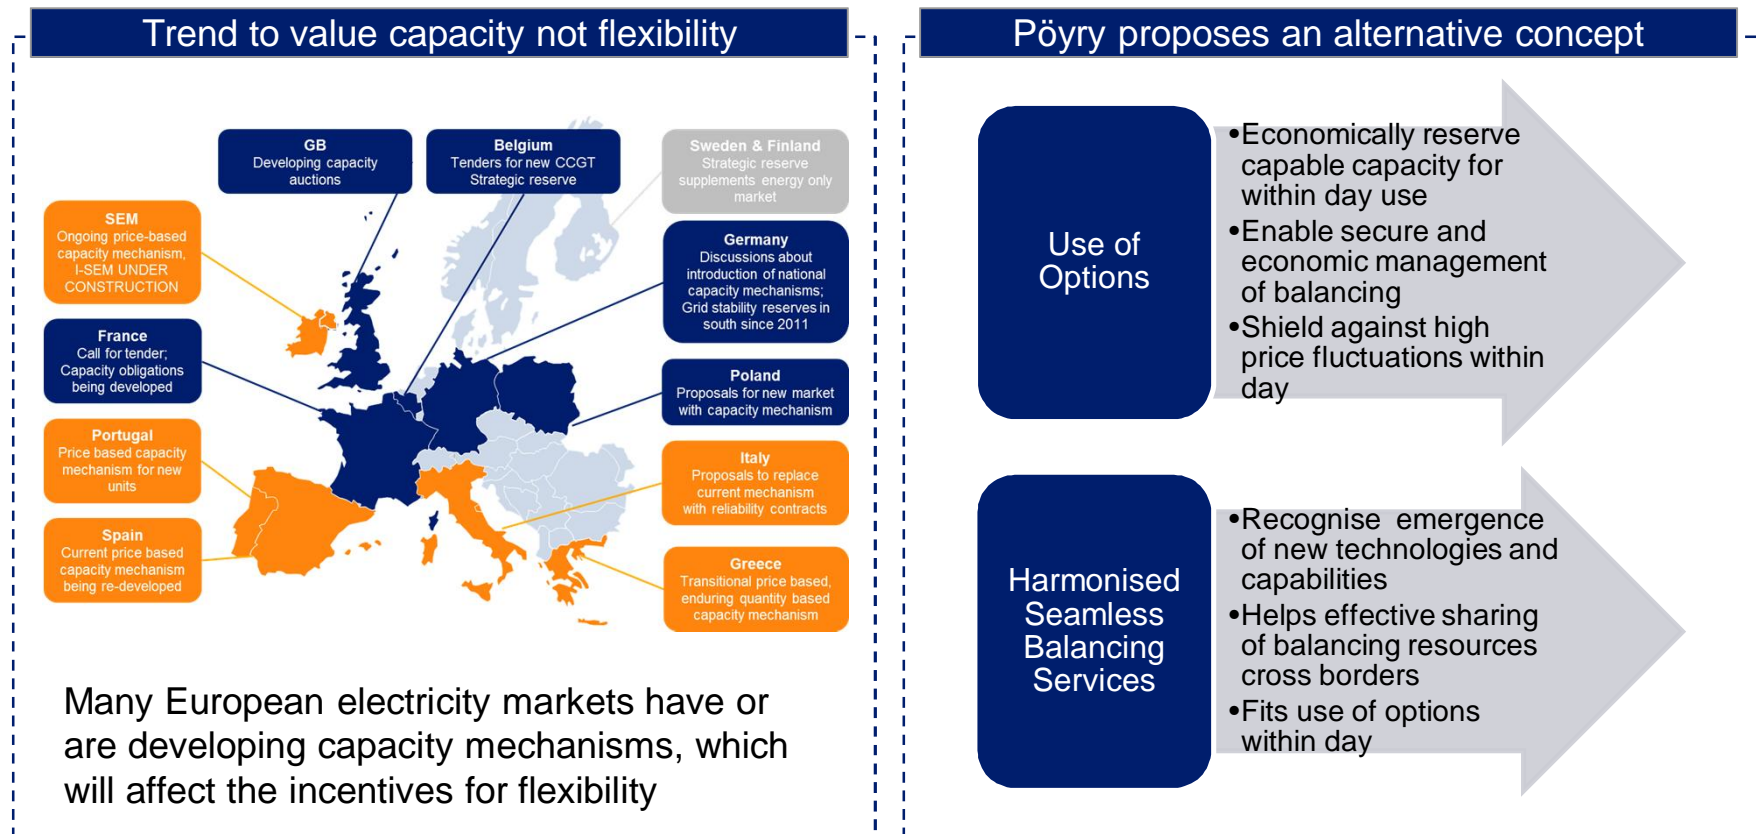 Trend to value capacity not flexibility
GB
Developing capacity
auctions
Belgium
Tenders for new CCGT
Strategic reserve
Sweden & Finland
Strategic reserve
supplements energy only
market
SEM
Ongoing price-based
capacity mechanism,
I-SEM UNDER
CONSTRUCTION
Germany
Discussions about
introduction of national
capacity mechanisms;
Grid stability reserves in
south since 2011
France
Call for tender;
Capacity obligations
being developed
Poland
Proposals for new market
with capacity mechanism
Portugal
Price based capacity
mechanism for new
units
Italy
Proposals to replace
current mechanism
with reliability contracts
Spain
Current price based
capacity mechanism
being re-developed
Greece
Transitional price based,
enduring quantity based
capacity mechanism
Many European electricity markets have or
are developing capacity mechanisms, which
will affect the incentives for flexibility
Pöyry proposes an alternative concept
Use of
Options
•Economically reserve
capable capacity for
within day use
•Enable secure and
economic management
of balancing
•Shield against high
price fluctuations within
day
Harmonised
Seamless
Balancing
Services
•Recognise emergence
of new technologies and
capabilities
•Helps effective sharing
of balancing resources
cross borders
•Fits use of options
within day